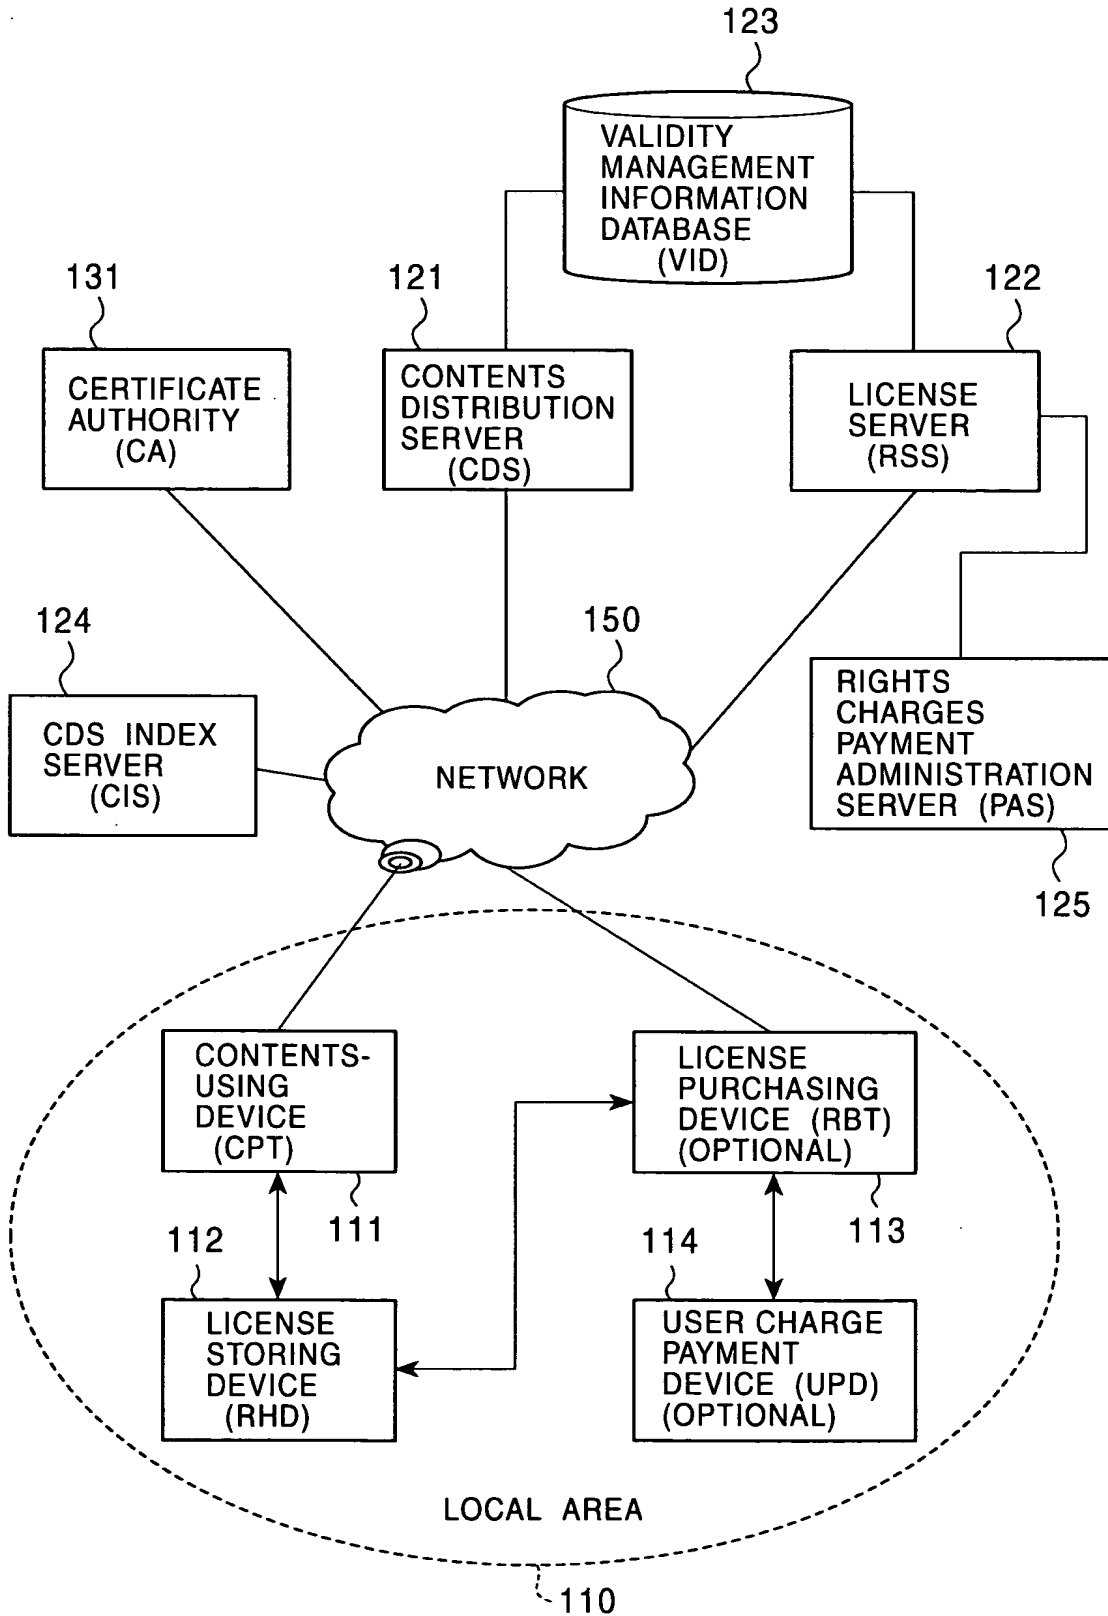 123
VALIDITY
MANAGEMENT
INFORMATION
DATABASE
(VID)
131
121
122
CERTIFICATE
AUTHORITY
(CA)
CONTENTS
DISTRIBUTION
SERVER
(CDS)
LICENSE
SERVER
(RSS)
124
150
CDS INDEX
SERVER
(CIS)
NETWORK
RIGHTS
CHARGES
PAYMENT
ADMINISTRATION
SERVER (PAS)
125
CONTENTS-
USING
DEVICE
(CPT)
LICENSE
PURCHASING
DEVICE (RBT)
(OPTIONAL)
111
113
112
114
LICENSE
STORING
DEVICE
(RHD)
USER CHARGE
PAYMENT
DEVICE (UPD)
(OPTIONAL)
LOCAL AREA
110